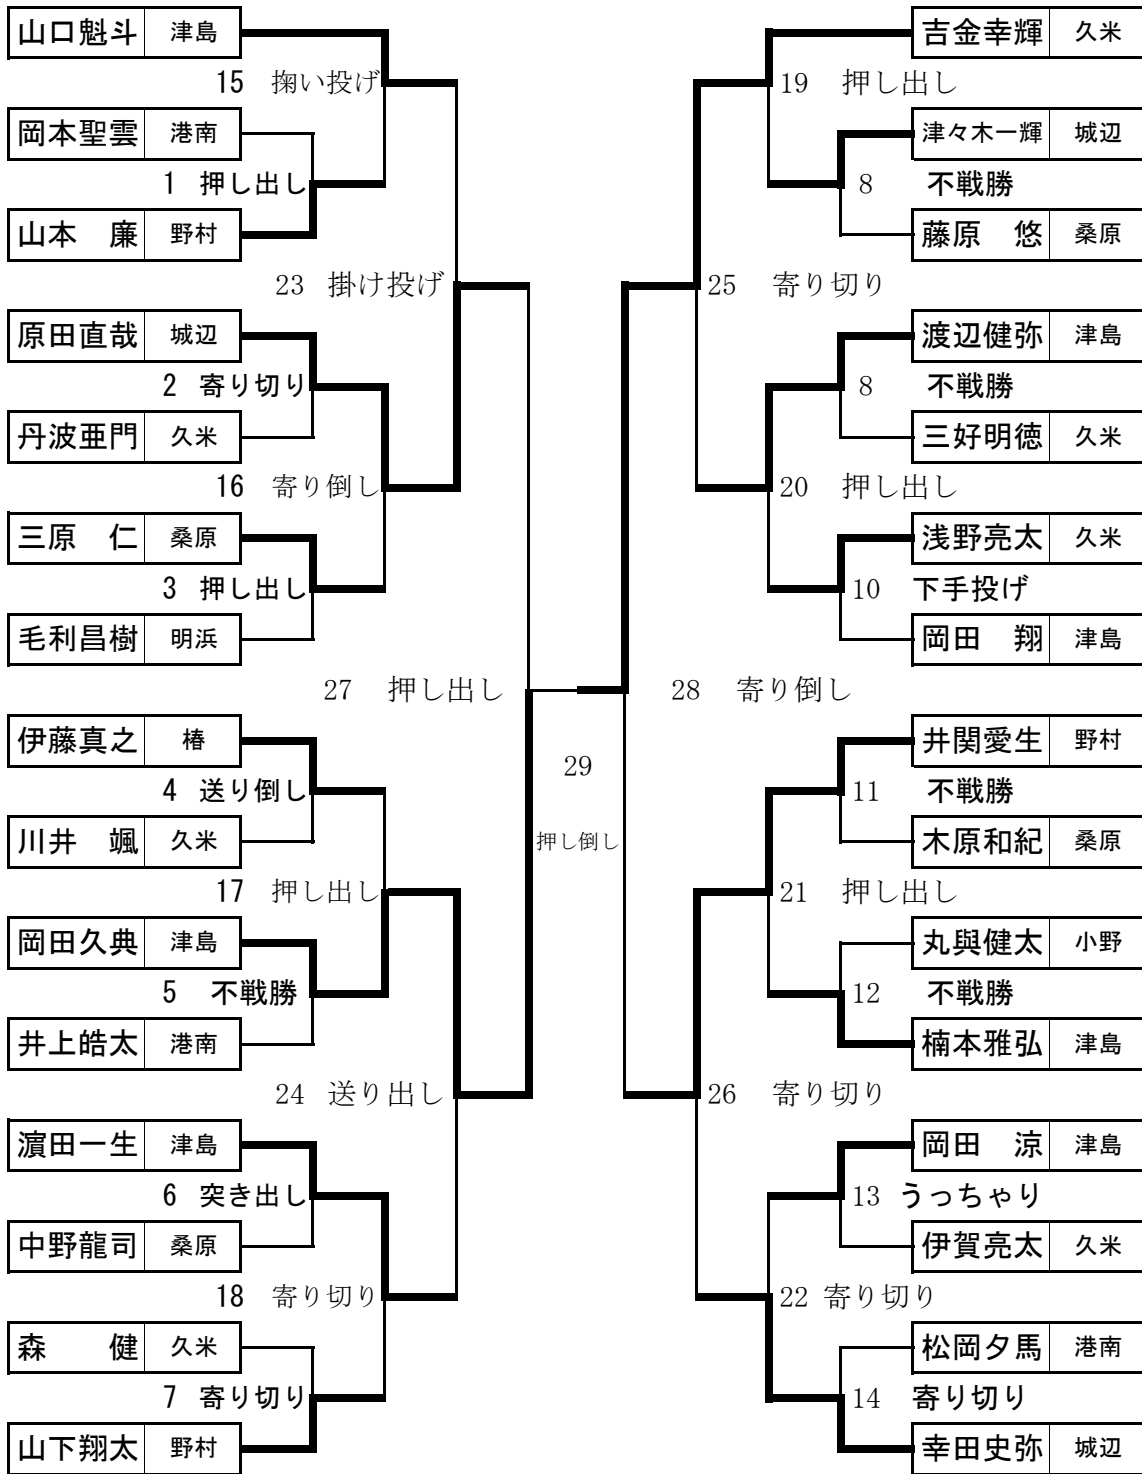 山口魁斗 津島
15 掬い投げ
岡本聖雲 港南
1 押し出し
山本 廉 野村
23 掛け投げ
原田直哉 城辺
2 寄り切り
丹波亜門 久米
16 寄り倒し
三原 仁 桑原
3 押し出し
毛利昌樹 明浜
27 押し出し
伊藤真之 椿
4 送り倒し
川井 颯 久米
17 押し出し
岡田久典 津島
5 不戦勝
井上皓太 港南
24 送り出し
濵田一生 津島
6 突き出し
中野龍司 桑原
18 寄り切り
森 健 久米
7 寄り切り
山下翔太 野村
29
押し倒し
吉金幸輝 久米
19 押し出し
津々木一輝 城辺
8 不戦勝
藤原 悠 桑原
25 寄り切り
渡辺健弥 津島
8 不戦勝
三好明徳 久米
20 押し出し
浅野亮太 久米
10 下手投げ
岡田 翔 津島
28 寄り倒し
井関愛生 野村
11 不戦勝
木原和紀 桑原
21 押し出し
丸與健太 小野
12 不戦勝
楠本雅弘 津島
26 寄り切り
岡田 涼 津島
13 うっちゃり
伊賀亮太 久米
22 寄り切り
松岡夕馬 港南
14 寄り切り
幸田史弥 城辺